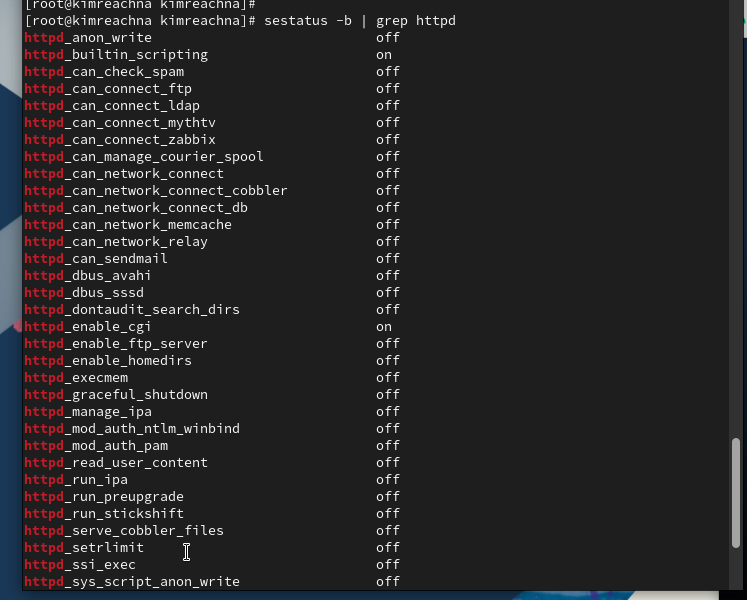 [root@kimreachna kimreachna]#
[root@kimreachna kimreachna]# sestatus -b | grep httpd
httpd_anon_write off
httpd_builtin_scripting on
httpd_can_check_spam off
httpd_can_connect_ftp off
httpd_can_connect_ldap off
httpd_can_connect_mythtv off
httpd_can_connect_zabbix off
httpd_can_manage_courier_spool off
httpd_can_network_connect off
httpd_can_network_connect_cobbler off
httpd_can_network_connect_db off
httpd_can_network_memcache off
httpd_can_network_relay off
httpd_can_sendmail off
httpd_dbus_avahi off
httpd_dbus_sssd off
httpd_dontaudit_search_dirs off
httpd_enable_cgi on
httpd_enable_ftp_server off
httpd_enable_homedirs off
httpd_execmem off
httpd_graceful_shutdown off
httpd_manage_ipa off
httpd_mod_auth_ntlm_winbind off
httpd_mod_auth_pam off
httpd_read_user_content off
httpd_run_ipa off
httpd_run_preupgrade off
httpd_run_stickshift off
httpd_serve_cobbler_files off
httpd_setrlimit off
httpd_ssi_exec off
httpd_sys_script_anon_write off